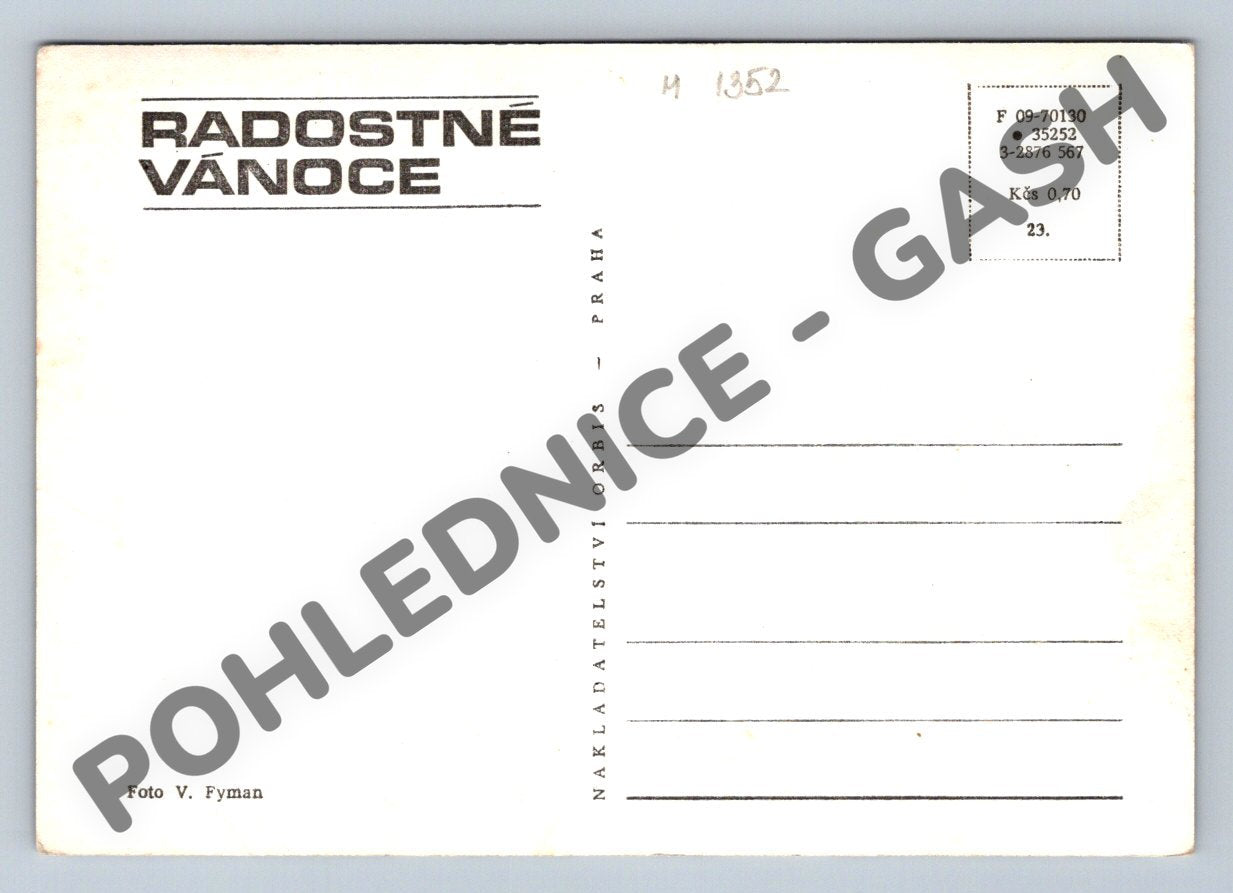 RADOSTNÉ
VÁNOCE
M 1352
F 09-70130
● 35252
3-2876 567
Kčs 0,70
23.
NAKLADATELSTVÍ ORBIS – PRAHA
Foto V. Fyman
POHLEDNICE - GASH